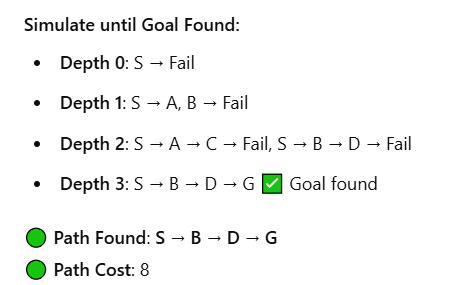 Simulate until Goal Found:
• Depth 0: S → Fail
• Depth 1: S → A, B → Fail
• Depth 2: S → A → C → Fail, S → B → D → Fail
• Depth 3: S → B → D → G ✅ Goal found
🟢 Path Found: S → B → D → G
🟢 Path Cost: 8